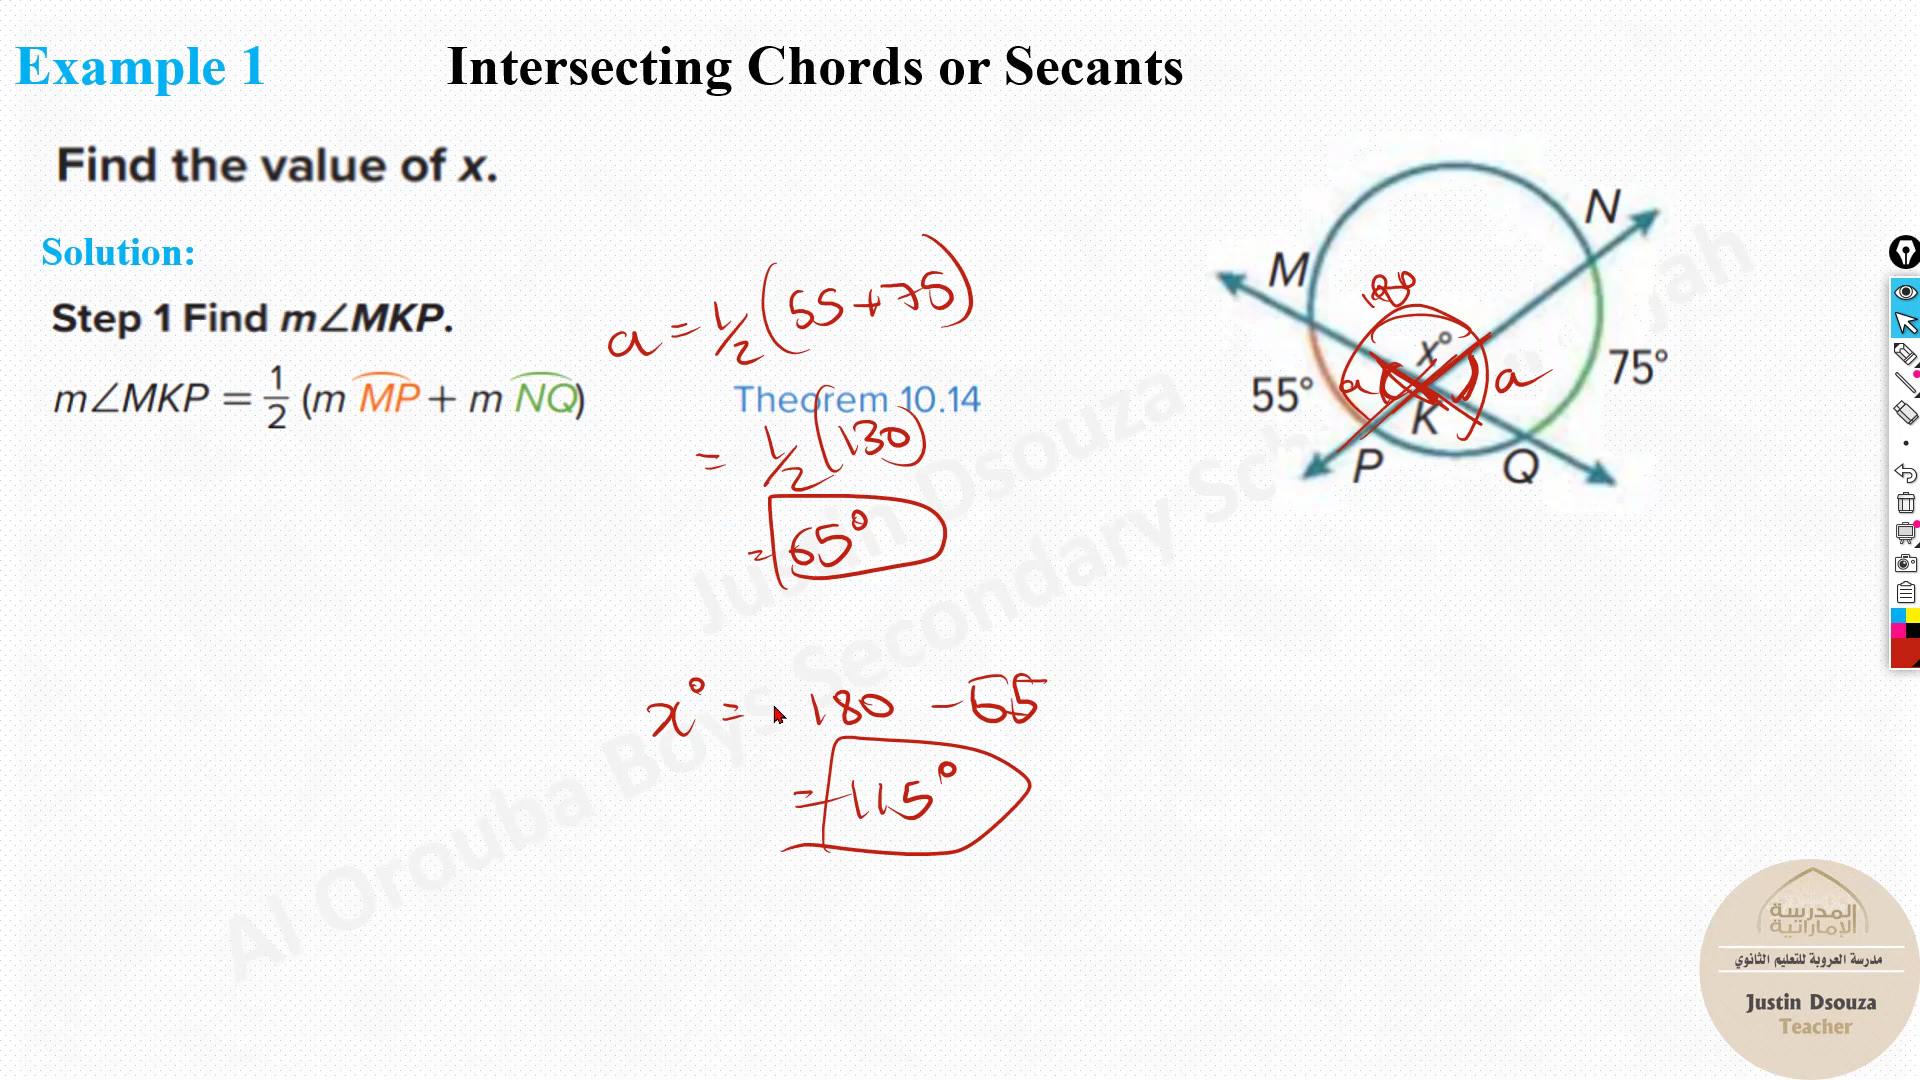 Example 1 Intersecting Chords or Secants
Find the value of x.
Solution:
Step 1 Find m∠MKP.
m∠MKP = 1/2 (m MP + m NQ) Theorem 10.14
a = 1/2 (55+75)
= 1/2 (130)
= 65°
x° = 180 - 65
= 115°
N
M
180
x°
75°
55°
a
a
K
P
Q
Justin Dsouza
Al Orouba Boys Secondary
المدرسة
الإماراتية
مدرسة العروبة للتعليم الثانوي
Justin Dsouza
Teacher